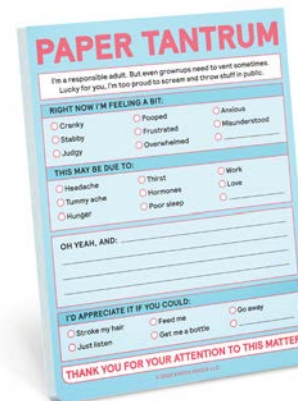 PAPER TANTRUM
I'm a responsible adult. But even grownups need to vent sometimes.
Lucky for you, I'm too proud to scream and throw stuff in public.
RIGHT NOW I'M FEELING A BIT:
Cranky Pooped Anxious
Stabby Frustrated Misunderstood
Judgy Overwhelmed
THIS MAY BE DUE TO:
Headache Thirst Work
Tummy ache Hormones Love
Hunger Poor sleep
OH YEAH, AND:
I'D APPRECIATE IT IF YOU COULD:
Stroke my hair Feed me Go away
Just listen Get me a bottle
THANK YOU FOR YOUR ATTENTION TO THIS MATTER